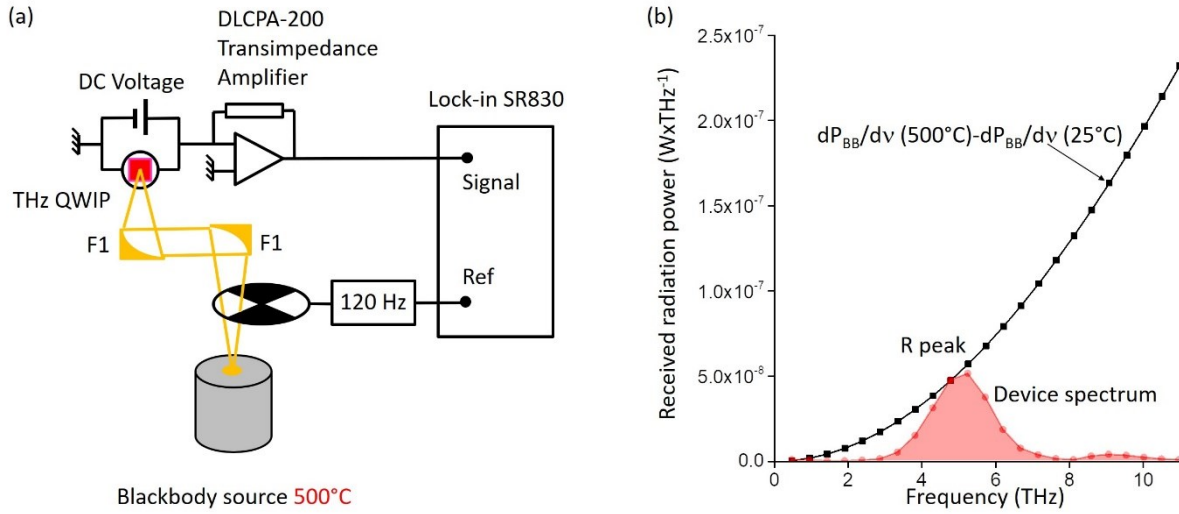 (a)
DLCPA-200
Transimpedance
Amplifier
DC Voltage
Lock-in SR830
Signal
THz QWIP
F1
F1
Ref
120 Hz
Blackbody source 500°C
(b)
Received radiation power (WxTHz⁻¹)
2.5x10⁻⁷
2.0x10⁻⁷
1.5x10⁻⁷
1.0x10⁻⁷
5.0x10⁻⁸
0.0
dP_BB/dν (500°C)-dP_BB/dν (25°C)
R peak
Device spectrum
0 2 4 6 8 10
Frequency (THz)